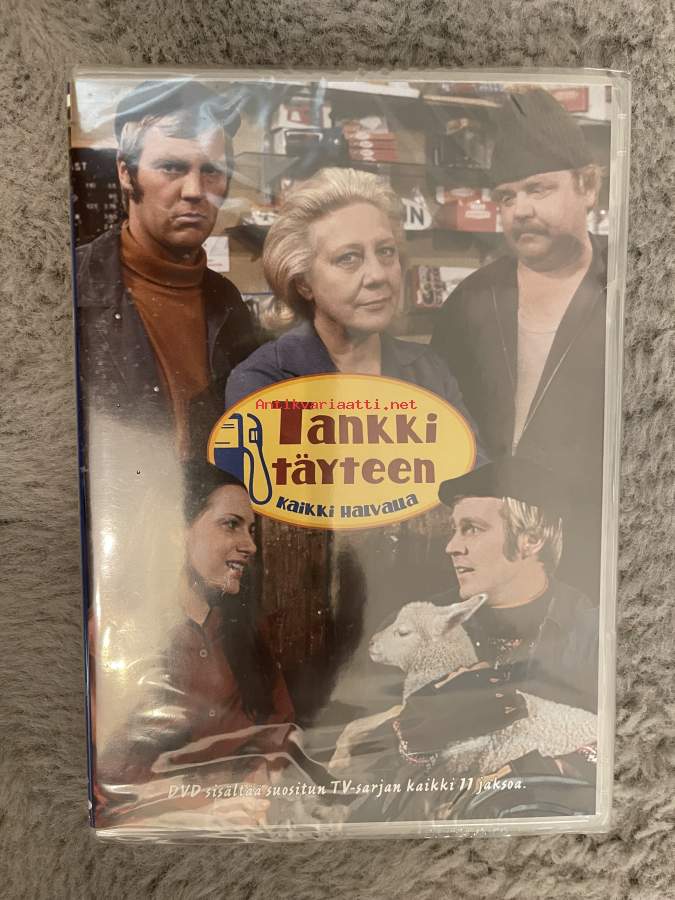 Antikvariaatti.net
Tankki
täyteen
KAIKKI HALVALLA
DVD sisältää suositun TV-sarjan kaikki 11 jaksoa.